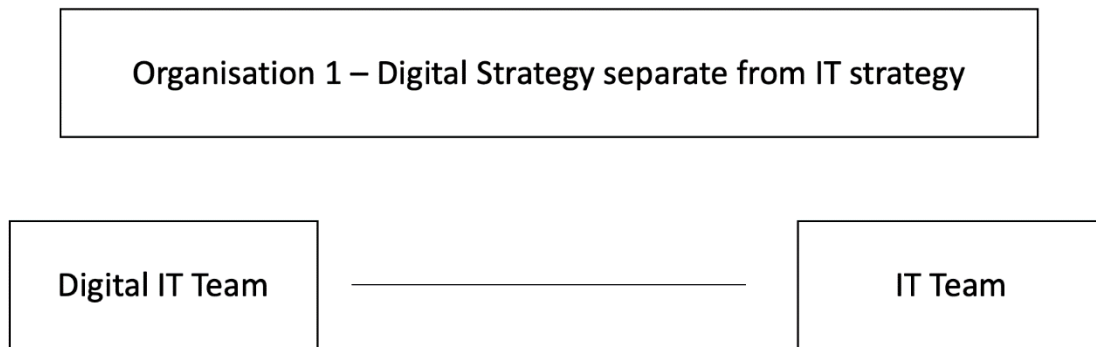 Organisation 1 – Digital Strategy separate from IT strategy
Digital IT Team
IT Team